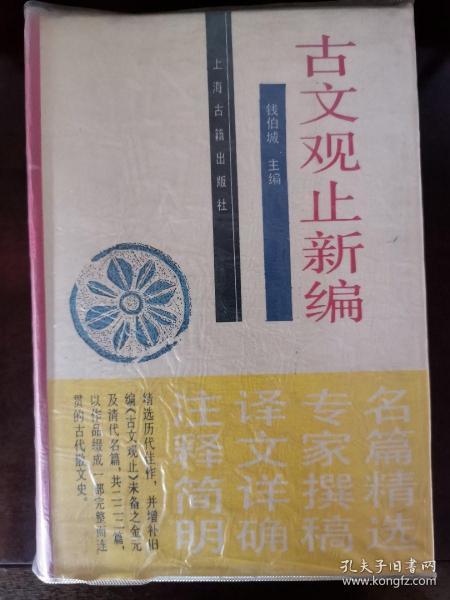 古文观止新编
钱伯城 主编
上海古籍出版社
名篇精选
专家撰稿
译文详确
注释简明
精选历代佳作，并增补旧
编《古文观止》未备之金元
及清代名篇，共二二二篇，
以作品缀成一部完整而连
贯的古代散文史。
孔夫子旧书网
www.kongfz.com